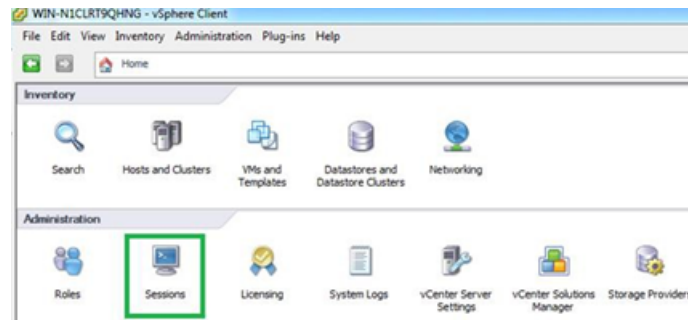 WIN-N1CLRT9QHNG - vSphere Client
File Edit View Inventory Administration Plug-ins Help
Home
Inventory
Search Hosts and Clusters VMs and Templates Datastores and Datastore Clusters Networking
Administration
Roles Sessions Licensing System Logs vCenter Server Settings vCenter Solutions Manager Storage Providers